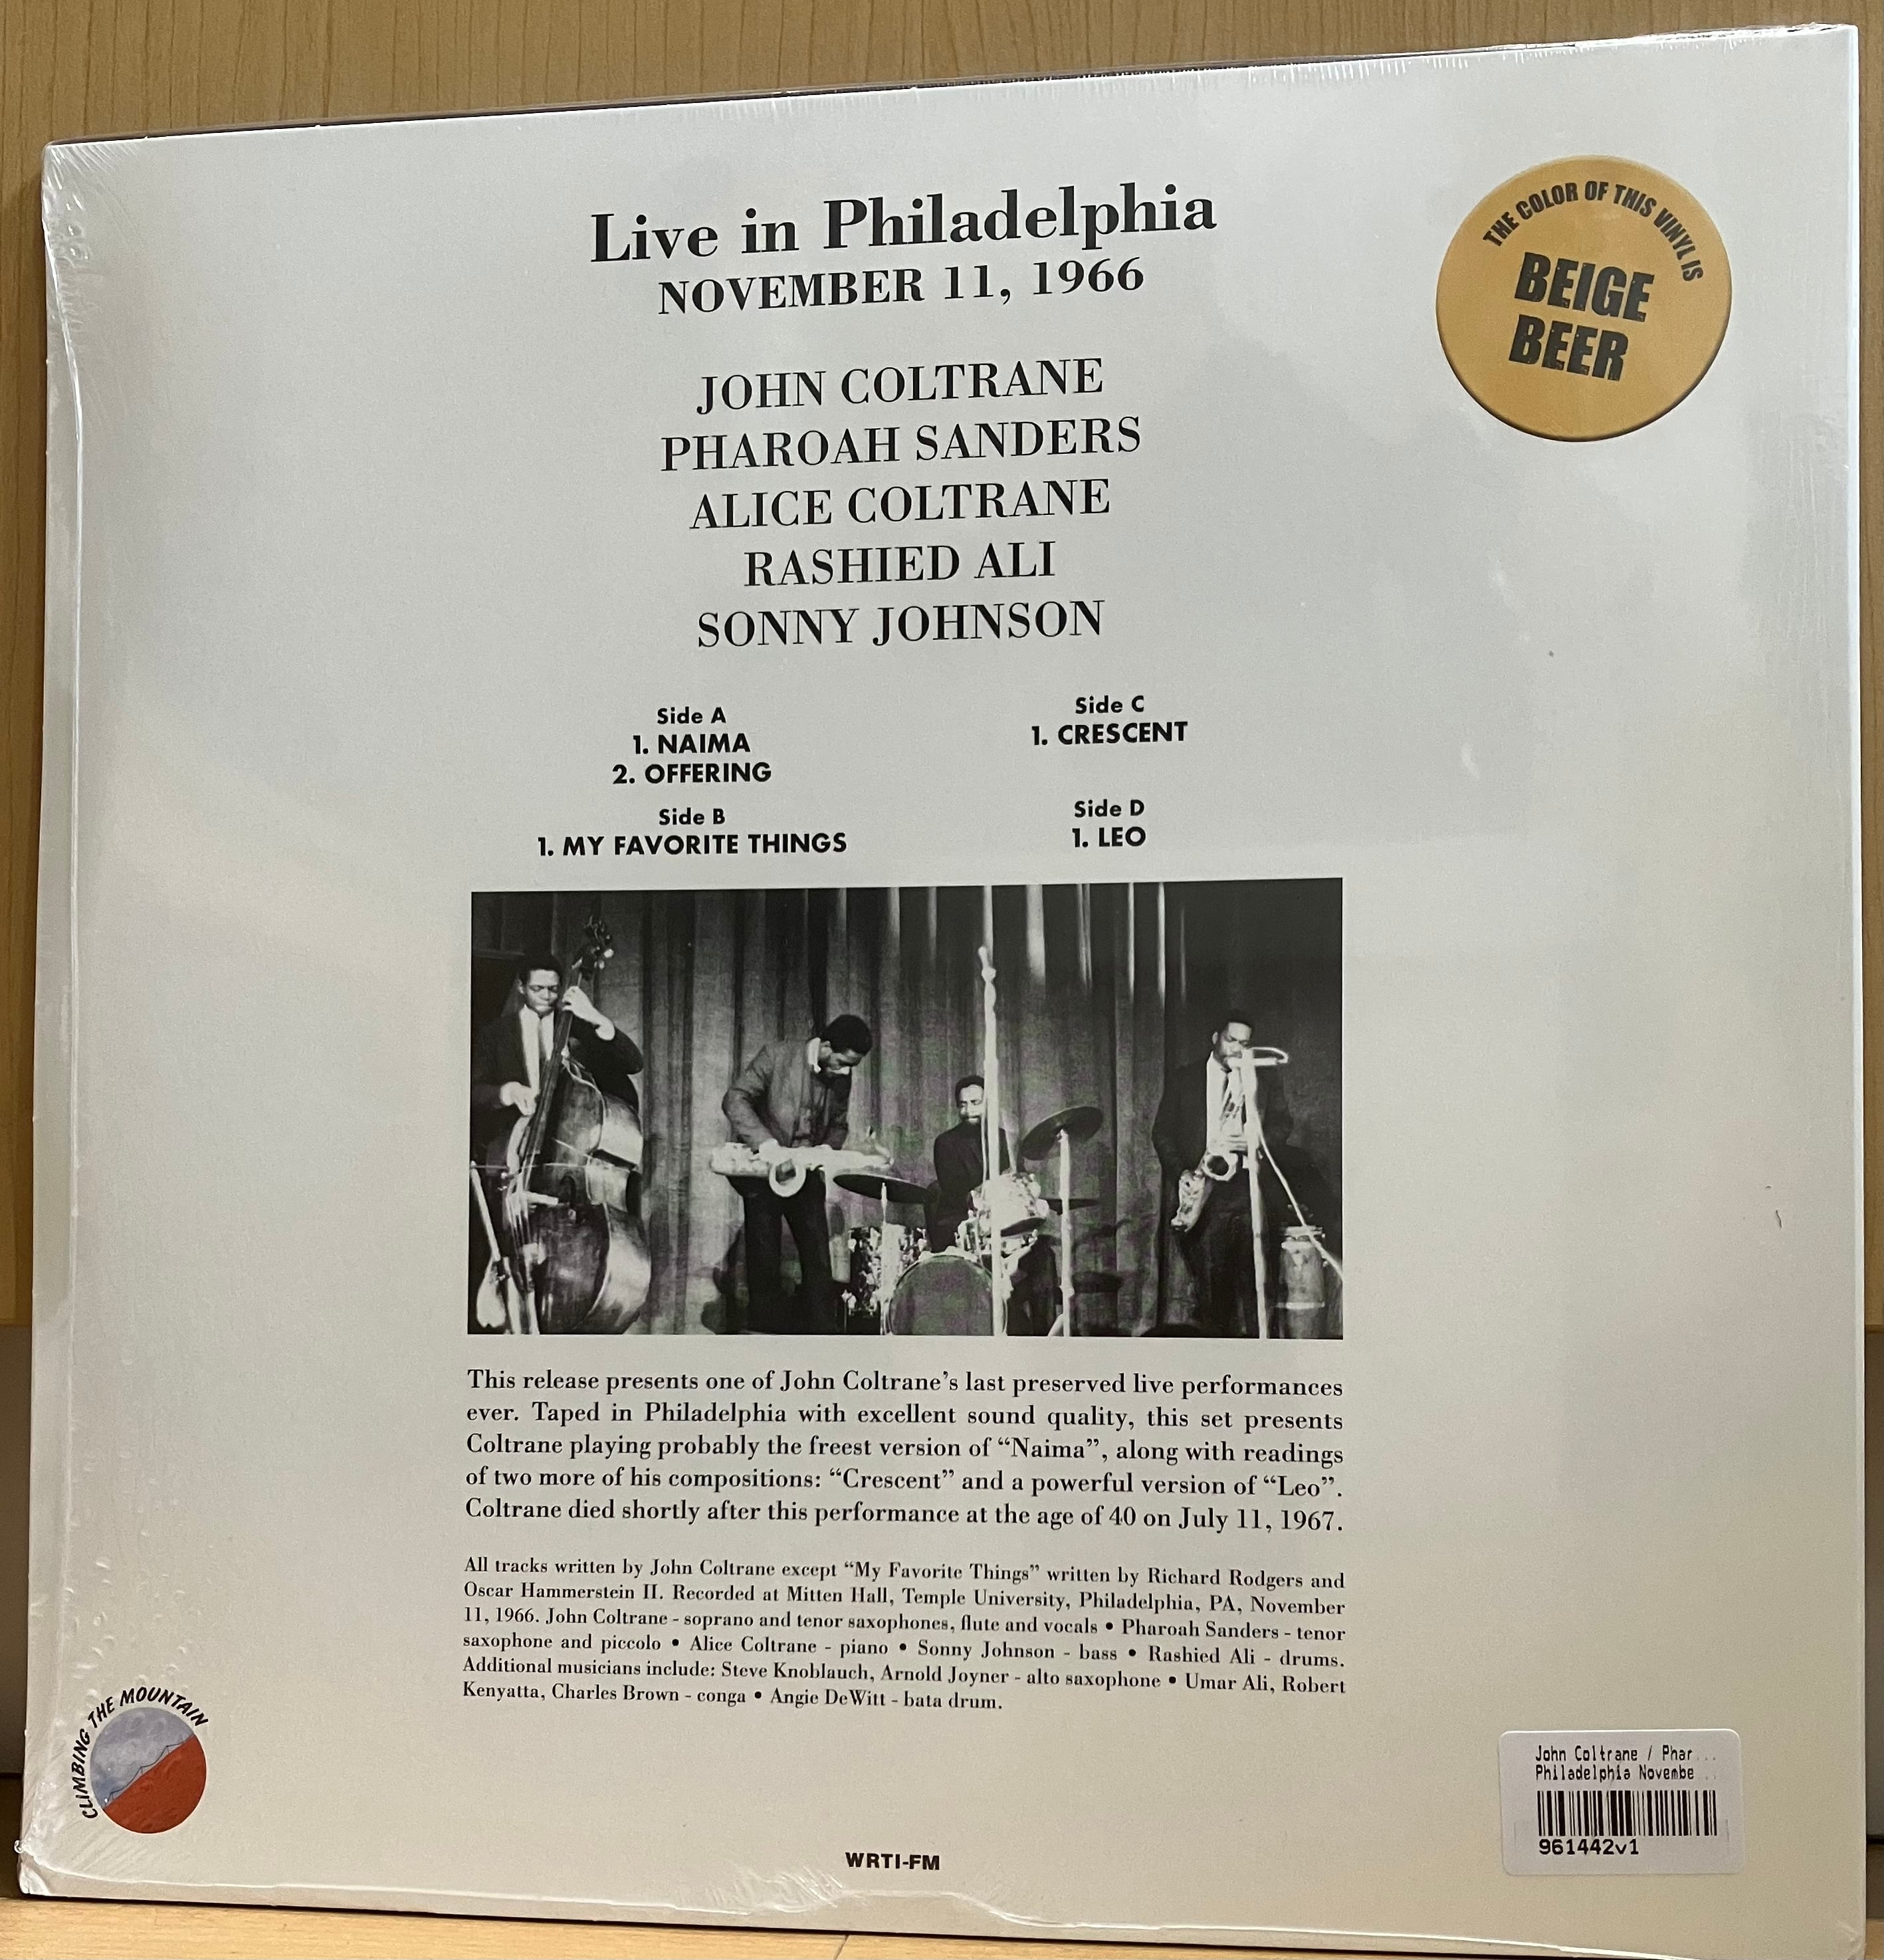 THE COLOR OF THIS VINYL IS
BEIGE
BEER
Live in Philadelphia
NOVEMBER 11, 1966
JOHN COLTRANE
PHAROAH SANDERS
ALICE COLTRANE
RASHIED ALI
SONNY JOHNSON
Side A
1. NAIMA
2. OFFERING
Side B
1. MY FAVORITE THINGS
Side C
1. CRESCENT
Side D
1. LEO
This release presents one of John Coltrane’s last preserved live performances
ever. Taped in Philadelphia with excellent sound quality, this set presents
Coltrane playing probably the freest version of “Naima”, along with readings
of two more of his compositions: “Crescent” and a powerful version of “Leo”.
Coltrane died shortly after this performance at the age of 40 on July 11, 1967.
All tracks written by John Coltrane except “My Favorite Things” written by Richard Rodgers and
Oscar Hammerstein II. Recorded at Mitten Hall, Temple University, Philadelphia, PA, November
11, 1966. John Coltrane - soprano and tenor saxophones, flute and vocals • Pharoah Sanders - tenor
saxophone and piccolo • Alice Coltrane - piano • Sonny Johnson - bass • Rashied Ali - drums.
Additional musicians include: Steve Knoblauch, Arnold Joyner - alto saxophone • Umar Ali, Robert
Kenyatta, Charles Brown - conga • Angie DeWitt - bata drum.
CLIMBING THE MOUNTAIN
WRTI-FM
John Coltrane / Phar...
Philadelphia Novembe ..
961442v1